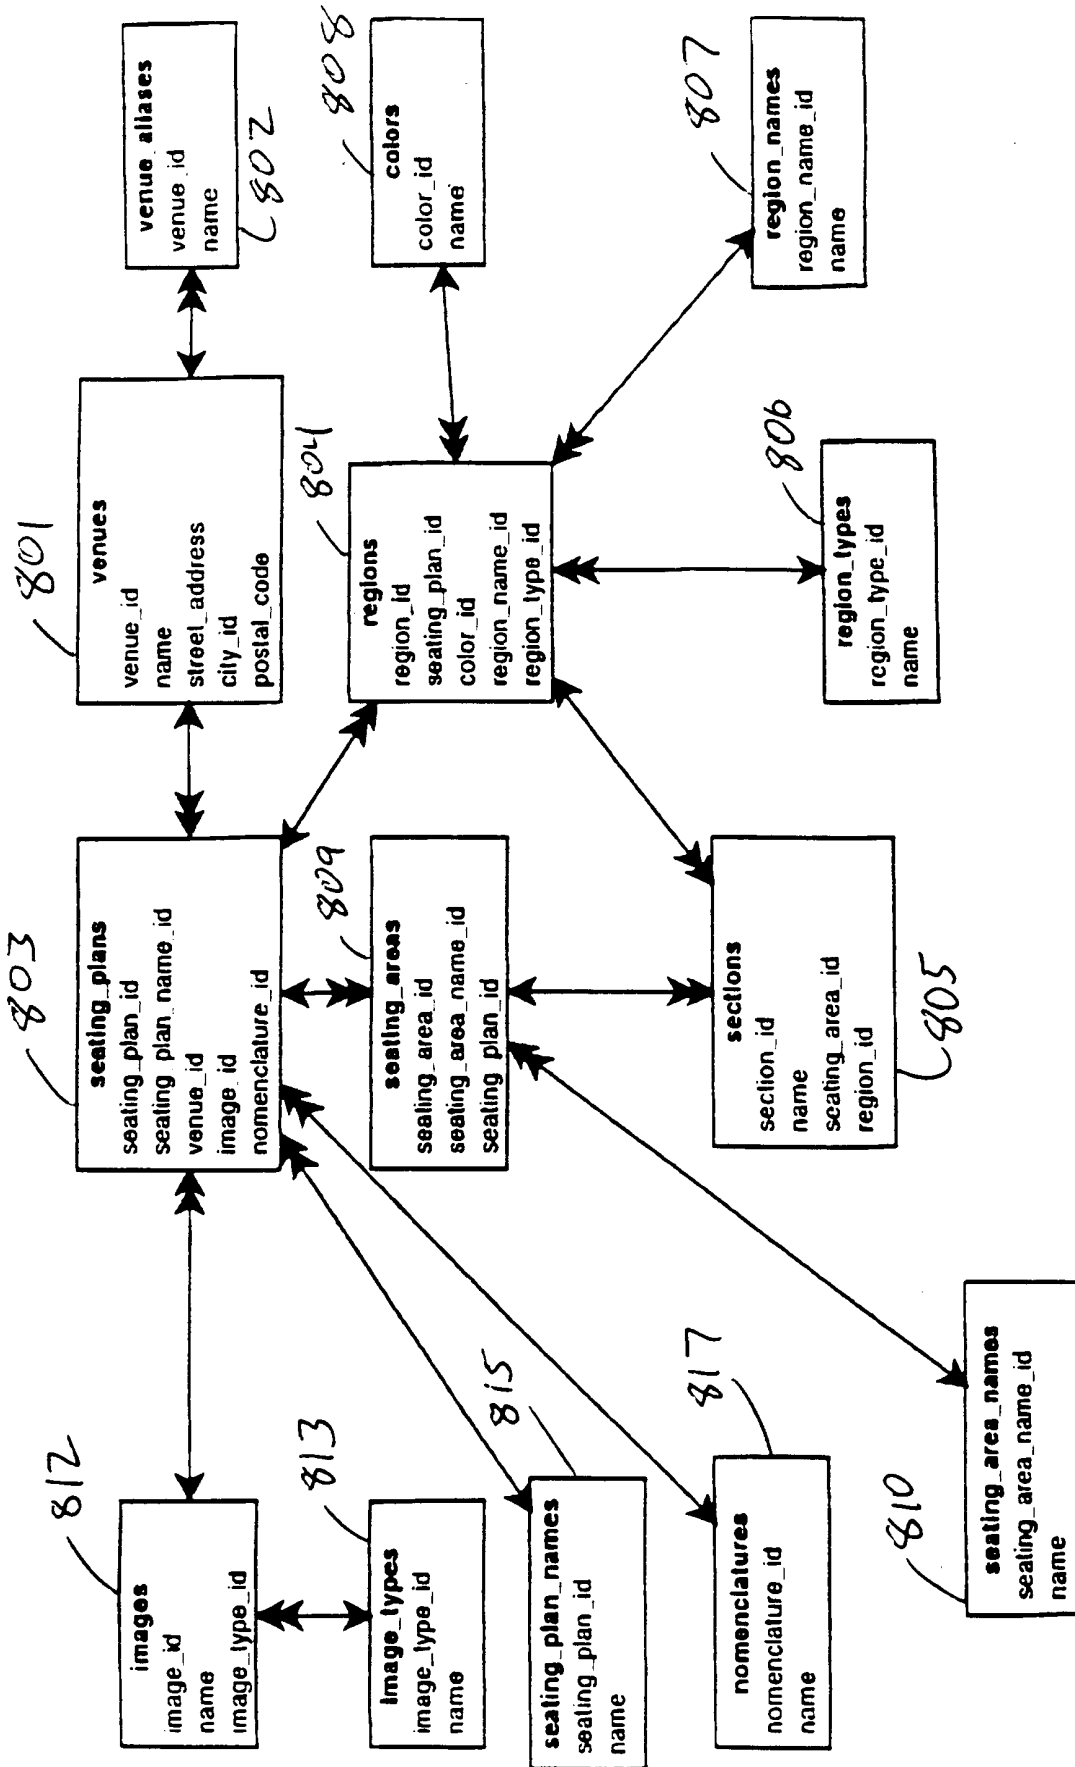 812
images
image_id
name
image_type_id
803
seating_plans
seating_plan_id
seating_plan_name_id
venue_id
image_id
nomenclature_id
801
venues
venue_id
name
street_address
city_id
postal_code
venue_aliases
venue_id
name
802
813
image_types
image_type_id
name
809
seating_areas
seating_area_id
seating_area_name_id
seating_plan_id
804
regions
region_id
seating_plan_id
color_id
region_name_id
region_type_id
808
colors
color_id
name
815
seating_plan_names
seating_plan_id
name
817
nomenclatures
nomenclature_id
name
sections
section_id
name
seating_area_id
region_id
805
806
region_types
region_type_id
name
807
region_names
region_name_id
name
810
seating_area_names
seating_area_name_id
name